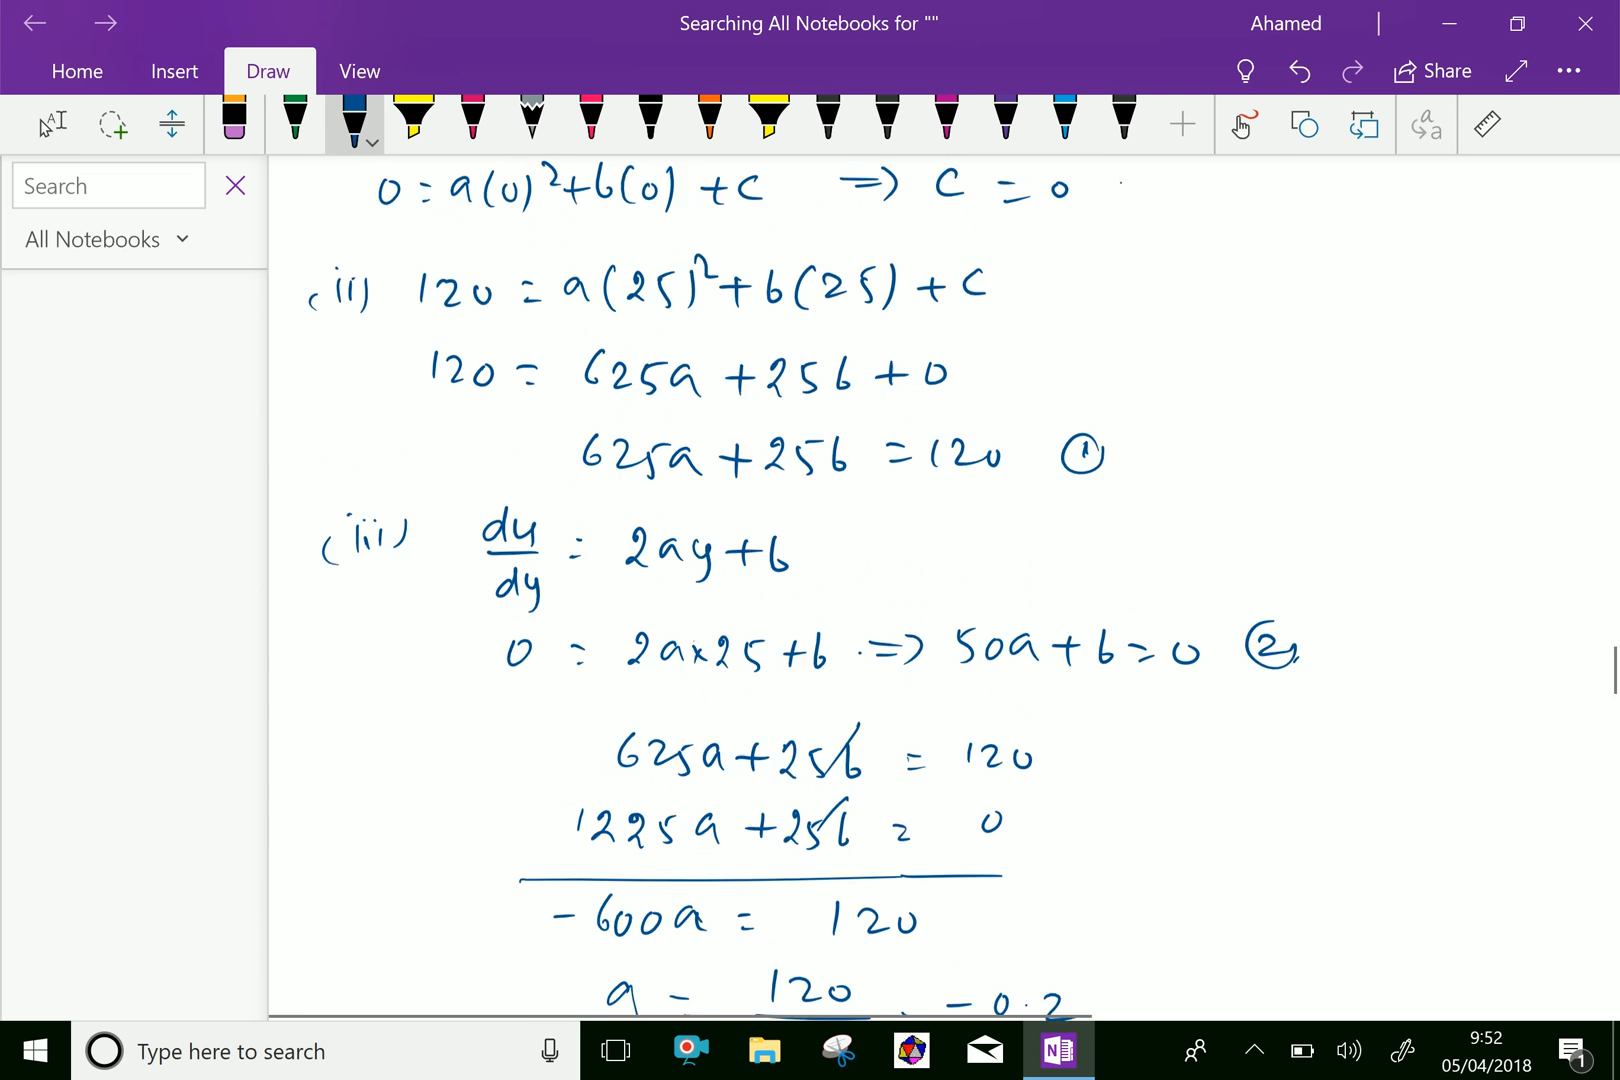 Searching All Notebooks for ""
Ahamed
Home Insert Draw View
Share
Search
All Notebooks
0 = a(0)²+b(0) +c => c = 0
(ii) 120 = a(25)²+b(25) + c
120 = 625a +25b + 0
625a +25b = 120 ①
(iii) du/dy = 2ay+b
0 = 2a×25 +b => 50a + b = 0 ②
625a+25b = 120
1225a +25b = 0
-600a = 120
a = 120 = -0.2
Type here to search
9:52
05/04/2018
1